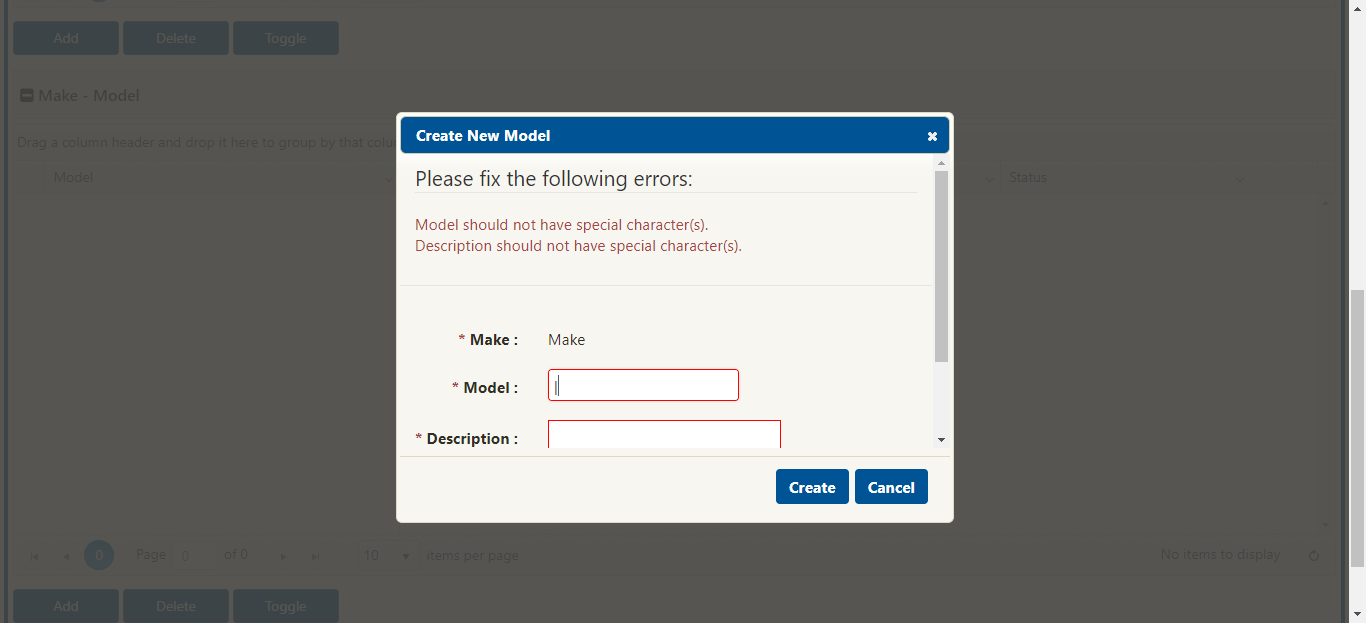 Add Delete Toggle
Make - Model
Drag a column header and drop it here to group by that colu
Model Status
Create New Model
Please fix the following errors:
Model should not have special character(s).
Description should not have special character(s).
* Make : Make
* Model : |
* Description :
Create Cancel
0 Page 0 of 0 10 items per page No items to display
Add Delete Toggle